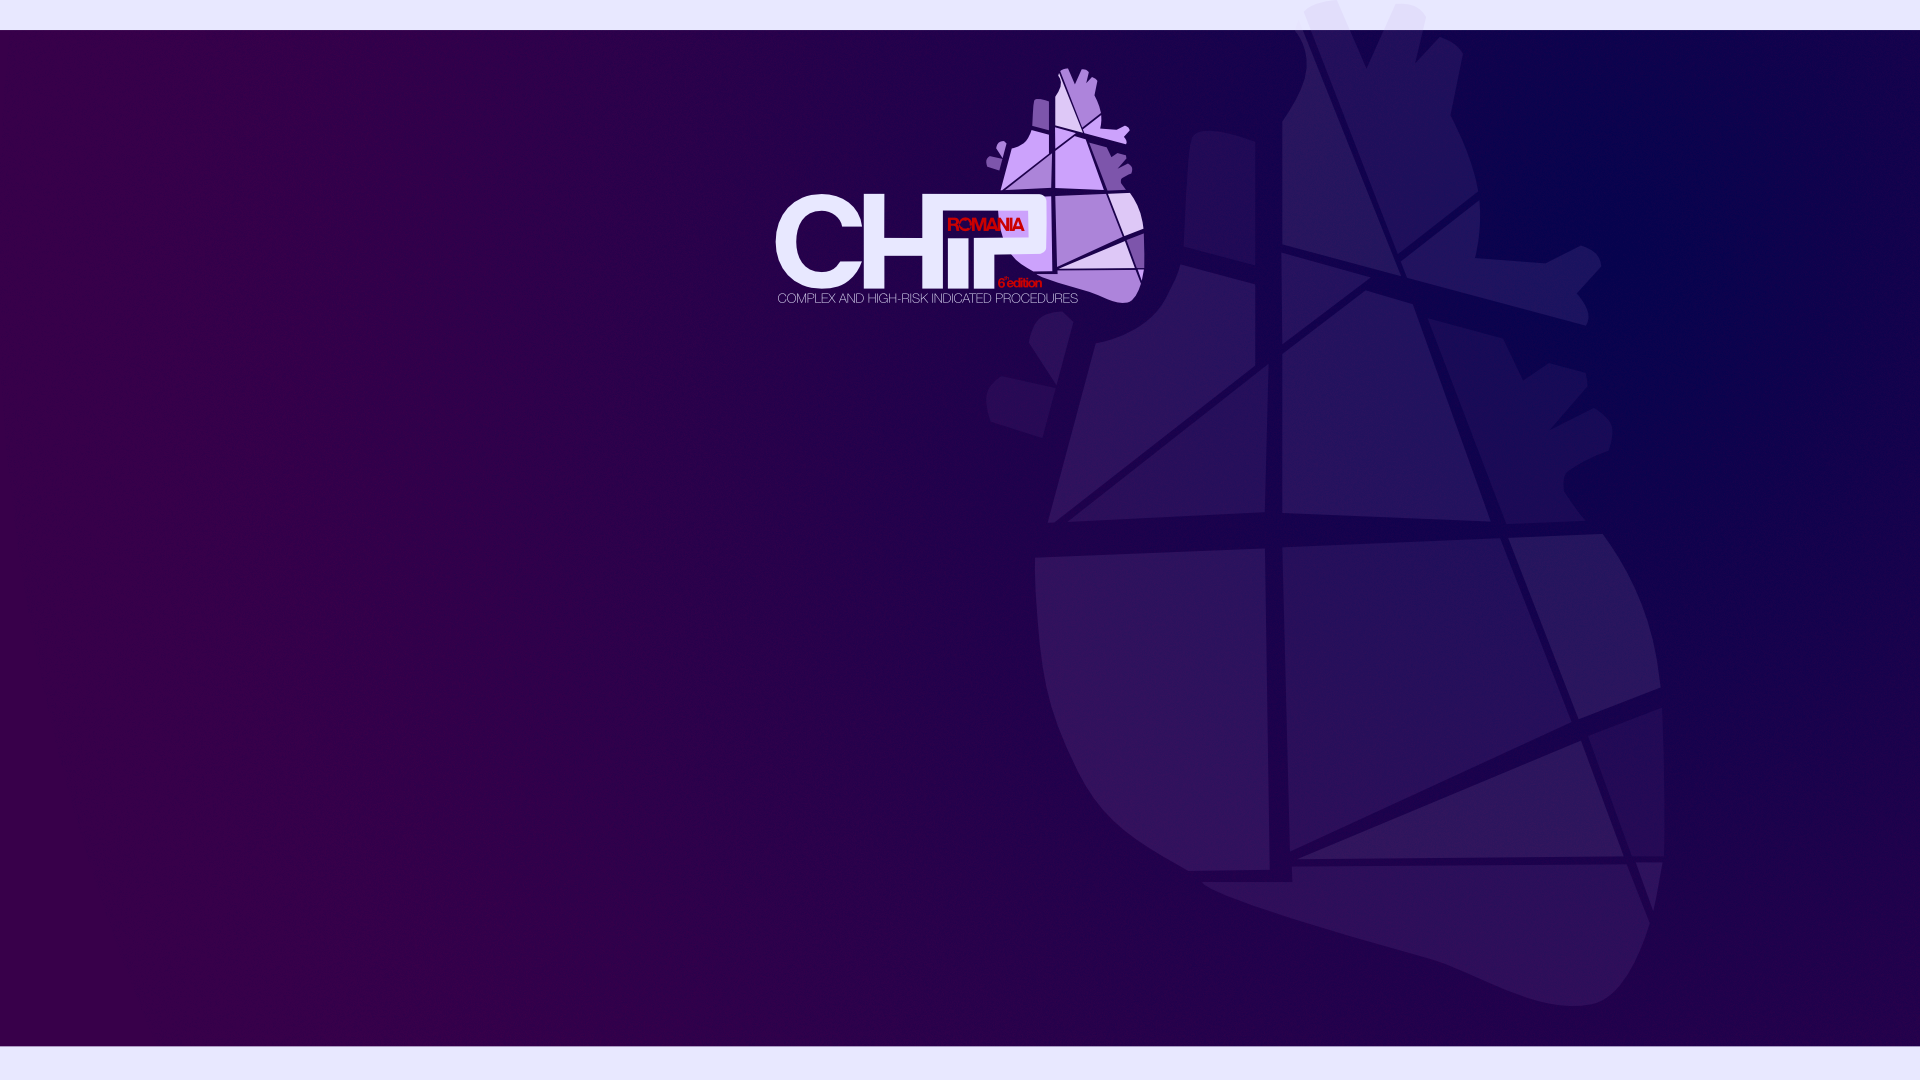 CHiP
ROMANIA
6th edition
COMPLEX AND HIGH-RISK INDICATED PROCEDURES